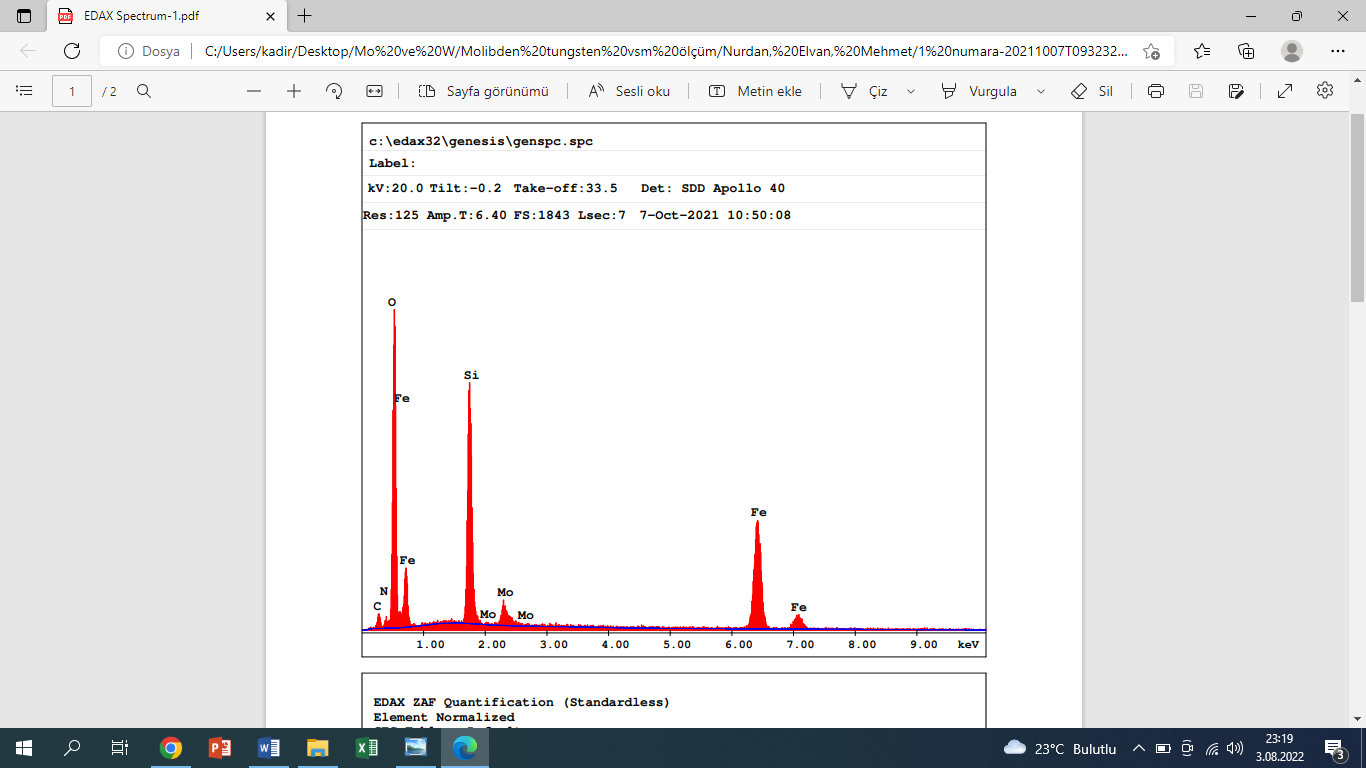 EDAX Spectrum-1.pdf
Dosya
C:/Users/kadir/Desktop/Mo%20ve%20W/Molibden%20tungsten%20vsm%20ölçüm/Nurdan,%20Elvan,%20Mehmet/1%20numara-20211007T093232...
1 / 2
Sayfa görünümü
Sesli oku
Metin ekle
Çiz
Vurgula
Sil
c:\edax32\genesis\genspc.spc
Label:
kV:20.0 Tilt:-0.2 Take-off:33.5 Det: SDD Apollo 40
Res:125 Amp.T:6.40 FS:1843 Lsec:7 7-Oct-2021 10:50:08
O
Si
Fe
Fe
Fe
N
Mo
C
Fe
Mo
Mo
1.00 2.00 3.00 4.00 5.00 6.00 7.00 8.00 9.00 keV
EDAX ZAF Quantification (Standardless)
Element Normalized
23°C Bulutlu
23:19
3.08.2022
3